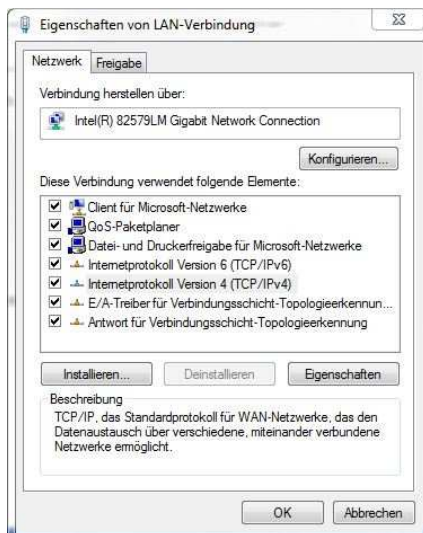 Eigenschaften von LAN-Verbindung
Netzwerk
Freigabe
Verbindung herstellen über:
Intel(R) 82579LM Gigabit Network Connection
Konfigurieren...
Diese Verbindung verwendet folgende Elemente:
Client für Microsoft-Netzwerke
QoS-Paketplaner
Datei- und Druckerfreigabe für Microsoft-Netzwerke
Internetprotokoll Version 6 (TCP/IPv6)
Internetprotokoll Version 4 (TCP/IPv4)
E/A-Treiber für Verbindungsschicht-Topologieerkennun...
Antwort für Verbindungsschicht-Topologieerkennung
Installieren...
Deinstallieren
Eigenschaften
Beschreibung
TCP/IP, das Standardprotokoll für WAN-Netzwerke, das den
Datenaustausch über verschiedene, miteinander verbundene
Netzwerke ermöglicht.
OK
Abbrechen